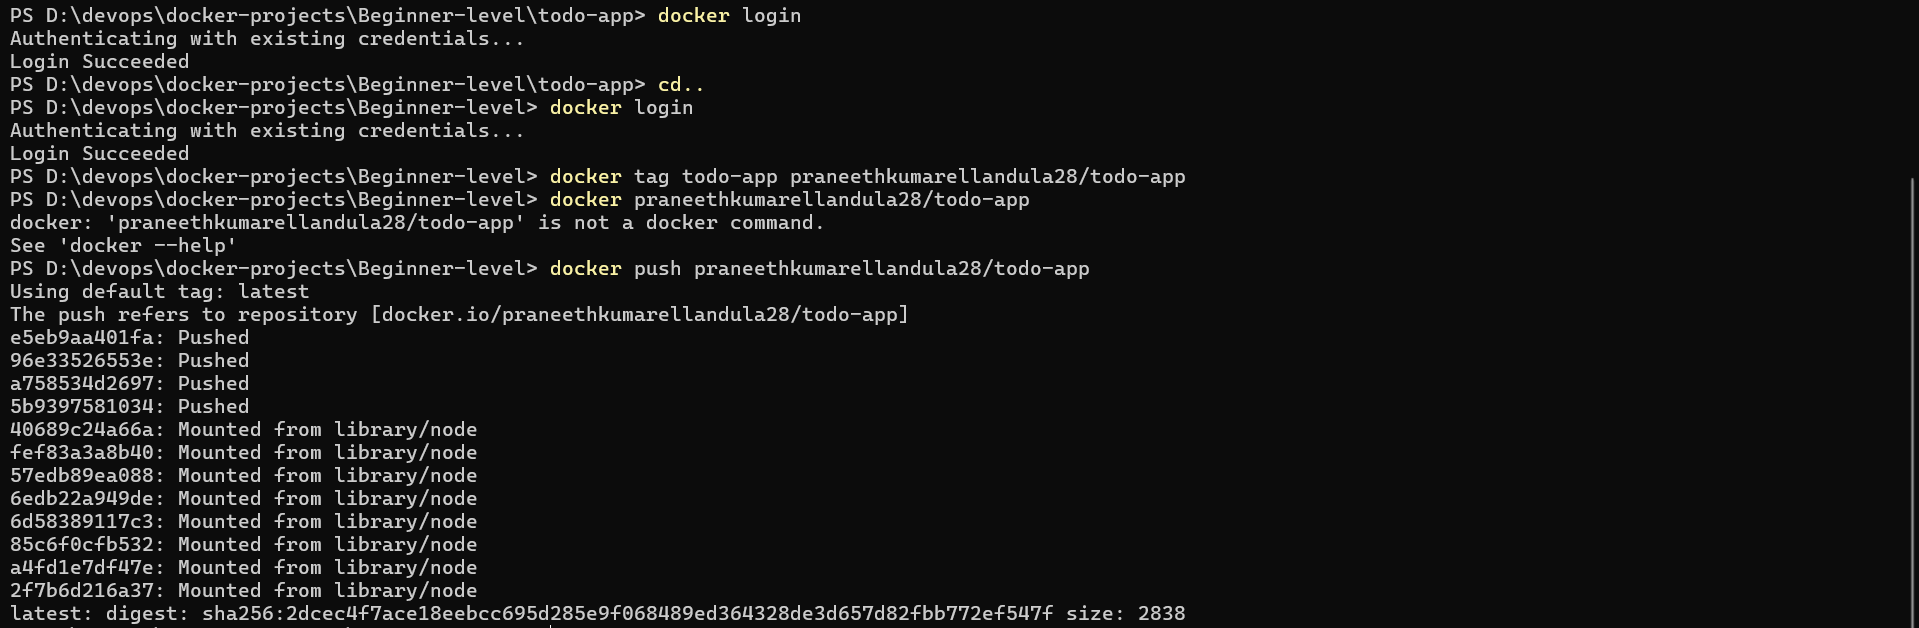 PS D:\devops\docker-projects\Beginner-level\todo-app> docker login
Authenticating with existing credentials...
Login Succeeded
PS D:\devops\docker-projects\Beginner-level\todo-app> cd..
PS D:\devops\docker-projects\Beginner-level> docker login
Authenticating with existing credentials...
Login Succeeded
PS D:\devops\docker-projects\Beginner-level> docker tag todo-app praneethkumarellandula28/todo-app
PS D:\devops\docker-projects\Beginner-level> docker praneethkumarellandula28/todo-app
docker: 'praneethkumarellandula28/todo-app' is not a docker command.
See 'docker --help'
PS D:\devops\docker-projects\Beginner-level> docker push praneethkumarellandula28/todo-app
Using default tag: latest
The push refers to repository [docker.io/praneethkumarellandula28/todo-app]
e5eb9aa401fa: Pushed
96e33526553e: Pushed
a758534d2697: Pushed
5b9397581034: Pushed
40689c24a66a: Mounted from library/node
fef83a3a8b40: Mounted from library/node
57edb89ea088: Mounted from library/node
6edb22a949de: Mounted from library/node
6d58389117c3: Mounted from library/node
85c6f0cfb532: Mounted from library/node
a4fd1e7df47e: Mounted from library/node
2f7b6d216a37: Mounted from library/node
latest: digest: sha256:2dcec4f7ace18eebcc695d285e9f068489ed364328de3d657d82fbb772ef547f size: 2838